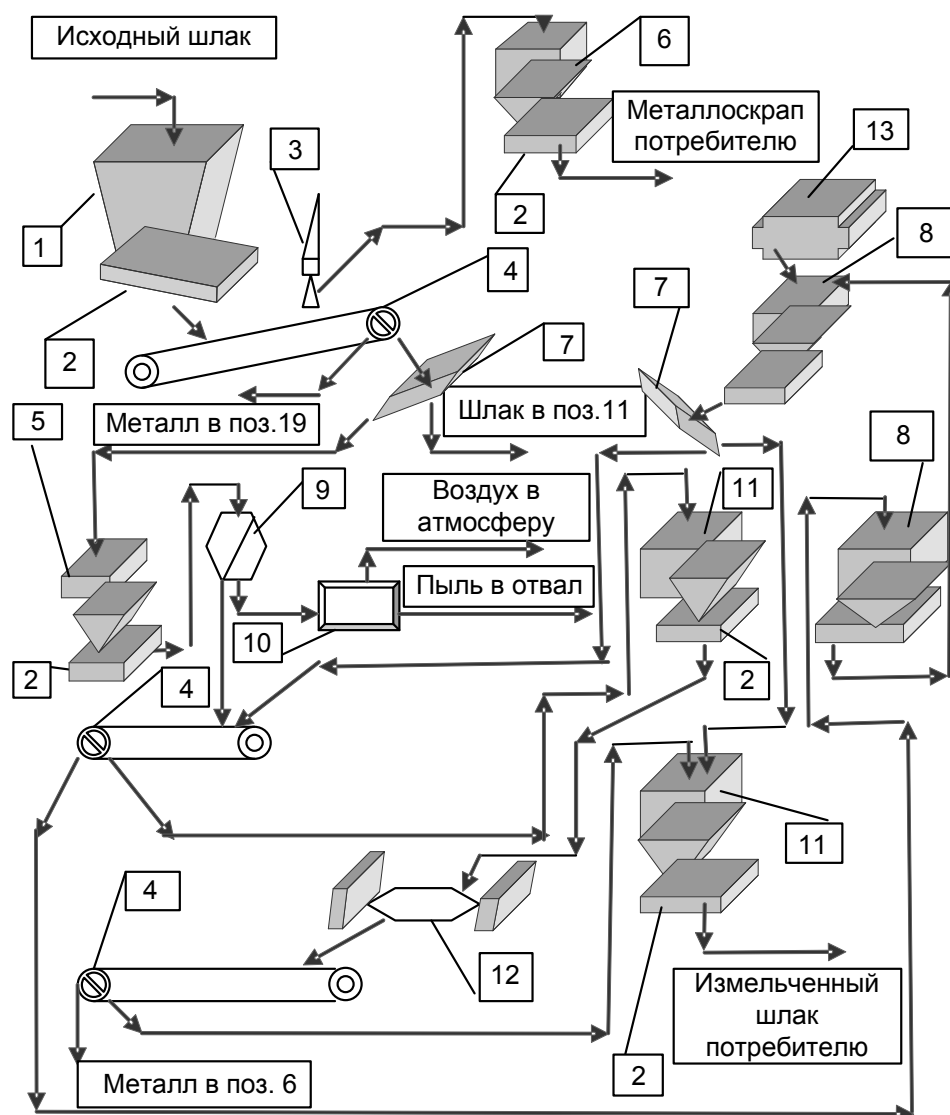 Исходный шлак
6
Металлоскрап
потребителю
3
13
1
2
8
4
7
2
7
5
Металл в поз.19
Шлак в поз.11
8
9
Воздух в
атмосферу
11
Пыль в отвал
10
2
2
4
11
4
12
Измельченный
шлак
потребителю
2
Металл в поз. 6